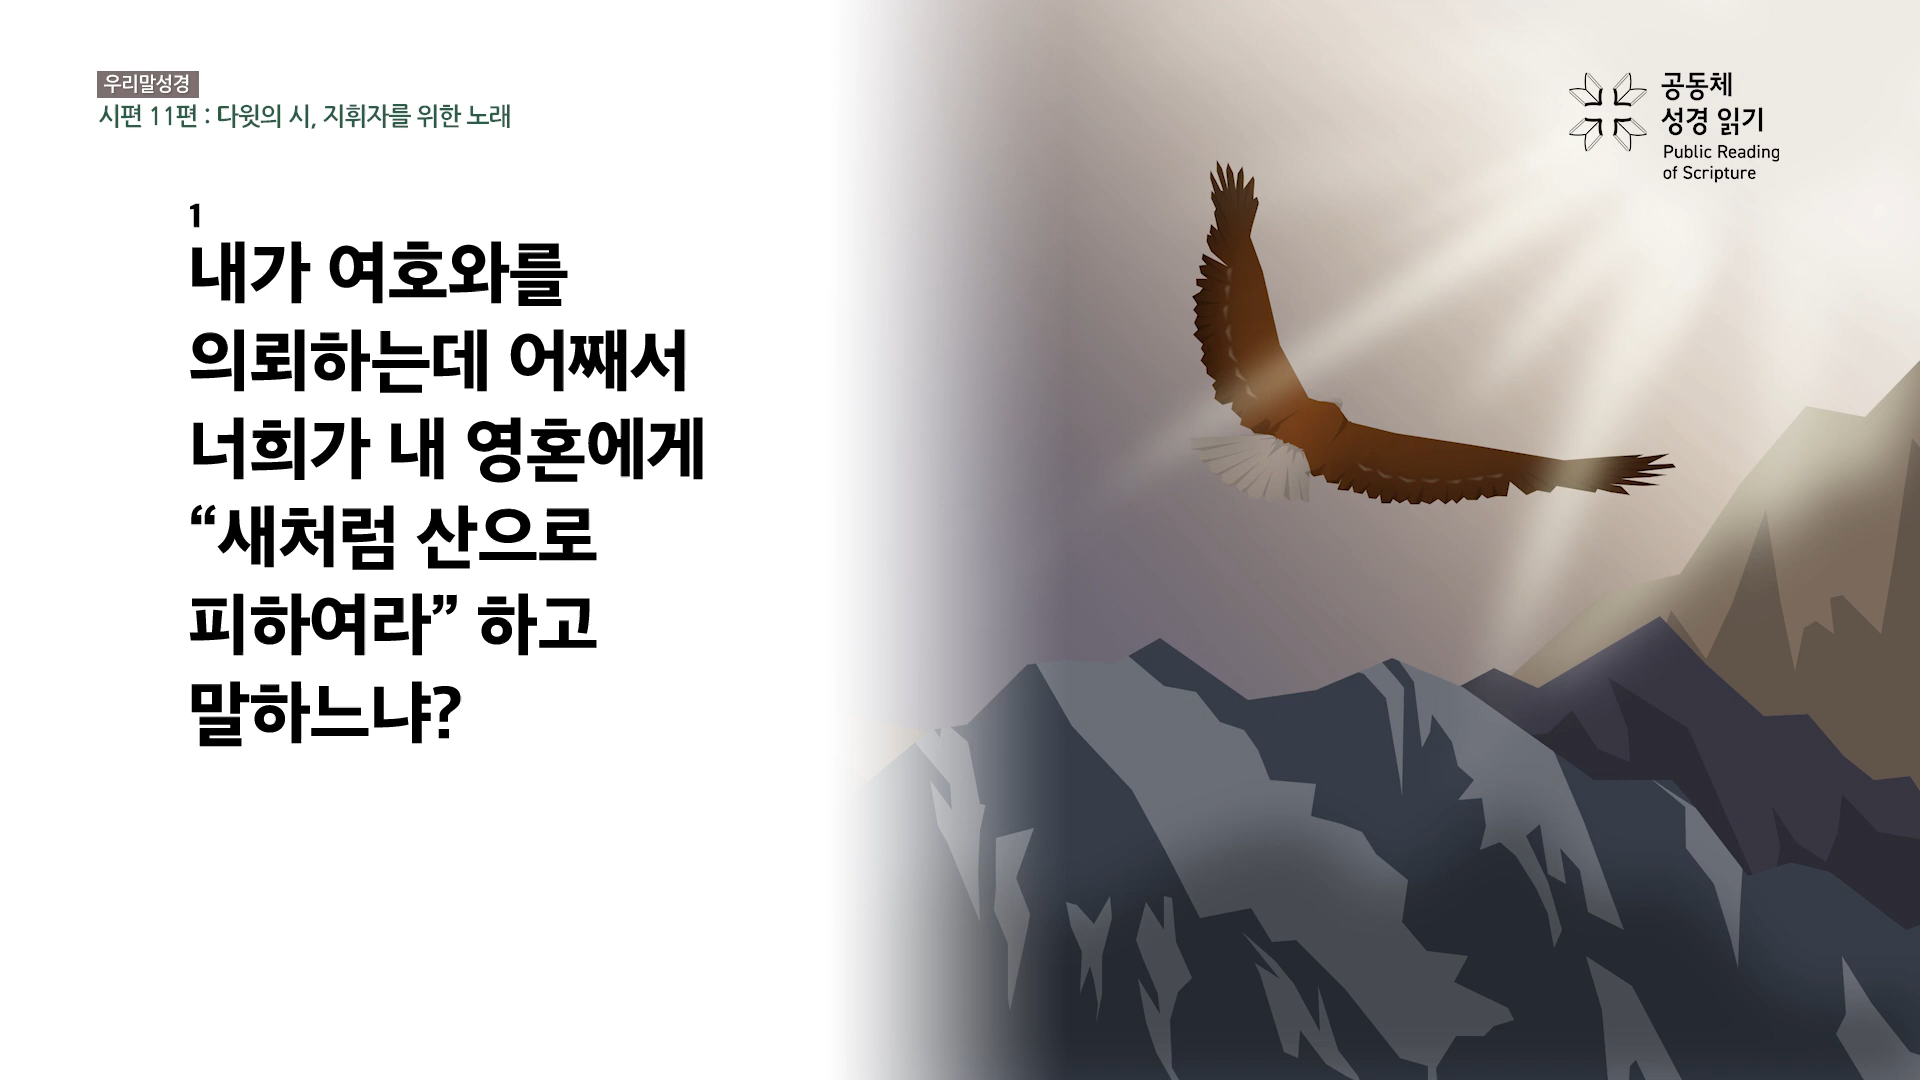 우리말성경
시편 11편 : 다윗의 시, 지휘자를 위한 노래
공동체
성경 읽기
Public Reading
of Scripture
1
내가 여호와를
의뢰하는데 어째서
너희가 내 영혼에게
“새처럼 산으로
피하여라” 하고
말하느냐?